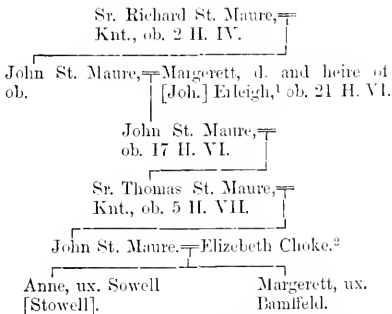 Sr. Richard St. Maure,
Knt., ob. 2 H. IV.
John St. Maure, Margerett, d. and heire of
ob. [Joh.] Erleigh,¹ ob. 21 H. VI.
John St. Maure,
ob. 17 H. VI.
Sr. Thomas St. Maure,
Knt., ob. 5 H. VII.
John St. Maure. Elizebeth Choke.²
Anne, ux. Sowell Margerett, ux.
[Stowell]. Bamffeld.